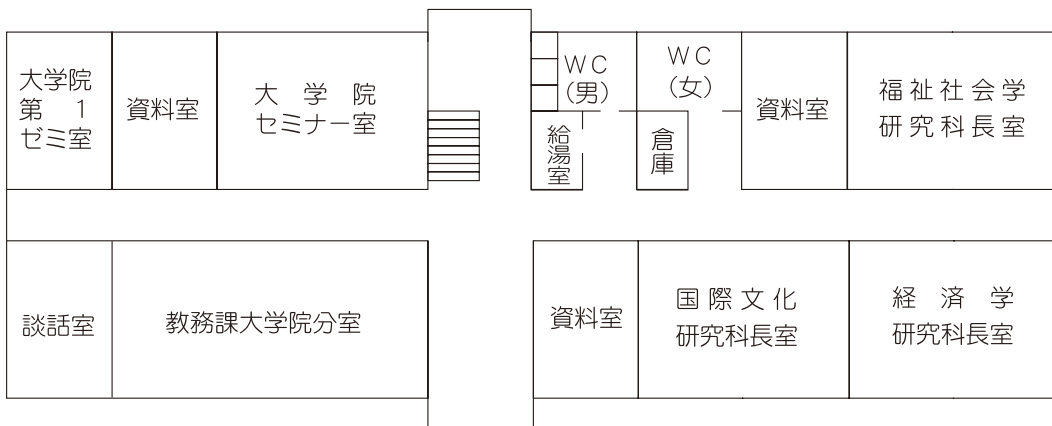 大学院
第　1
ゼミ室
資料室
大　学　院
セミナー室
WC
(男)
WC
(女)
給湯室
倉庫
資料室
福祉社会学
研究科長室
談話室
教務課大学院分室
資料室
国際文化
研究科長室
経　済　学
研究科長室